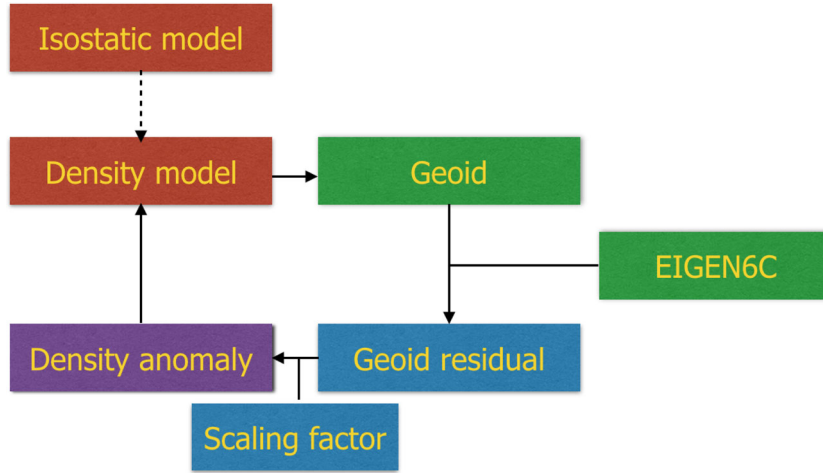 Isostatic model
Density model
Geoid
EIGEN6C
Density anomaly
Geoid residual
Scaling factor